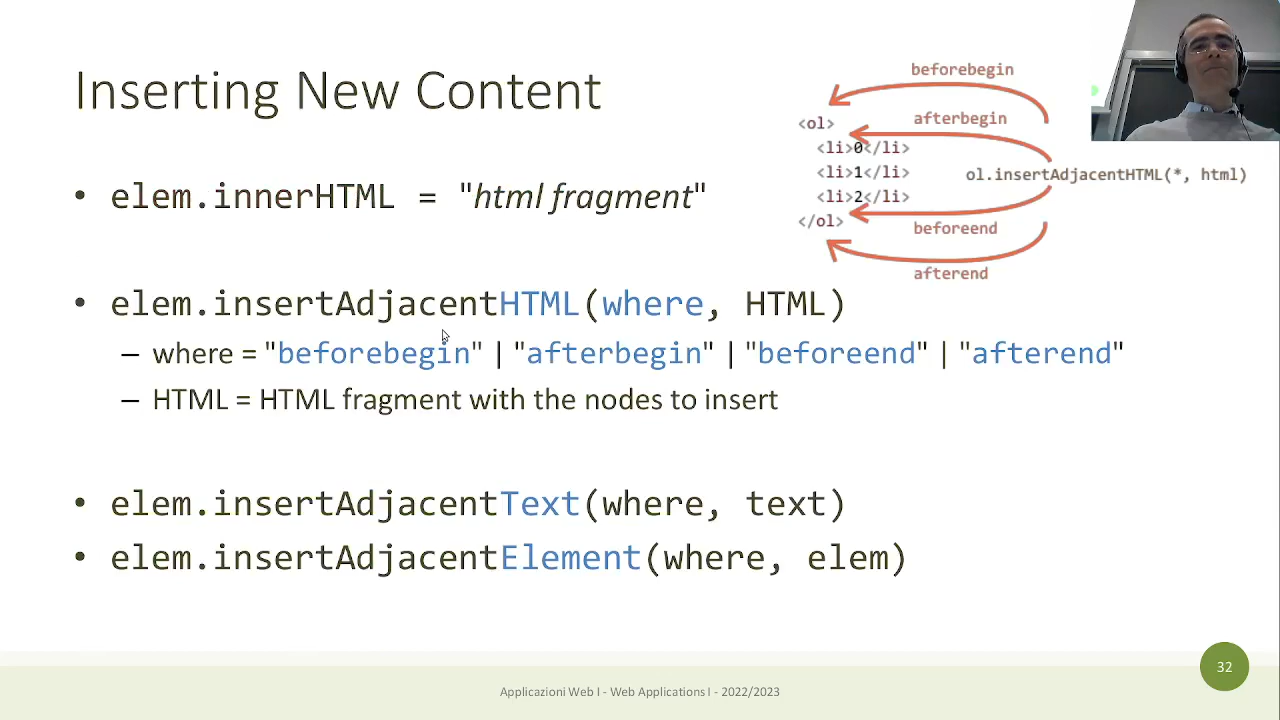 Inserting New Content
• elem.innerHTML = "html fragment"
• elem.insertAdjacentHTML(where, HTML)
– where = "beforebegin" | "afterbegin" | "beforeend" | "afterend"
– HTML = HTML fragment with the nodes to insert
• elem.insertAdjacentText(where, text)
• elem.insertAdjacentElement(where, elem)
beforebegin
<ol>
afterbegin
<li>0</li>
<li>1</li>
<li>2</li>
</ol>
ol.insertAdjacentHTML(*, html)
beforeend
afterend
Applicazioni Web I - Web Applications I - 2022/2023
32